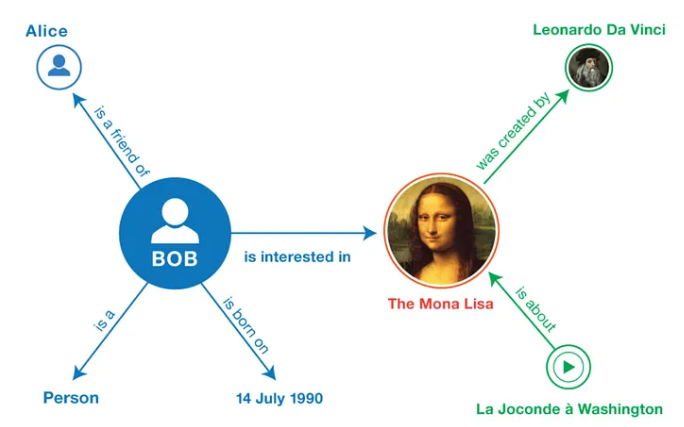 Alice
Leonardo Da Vinci
is a friend of
was created by
BOB
is interested in
The Mona Lisa
is a
is born on
is about
Person
14 July 1990
La Joconde à Washington